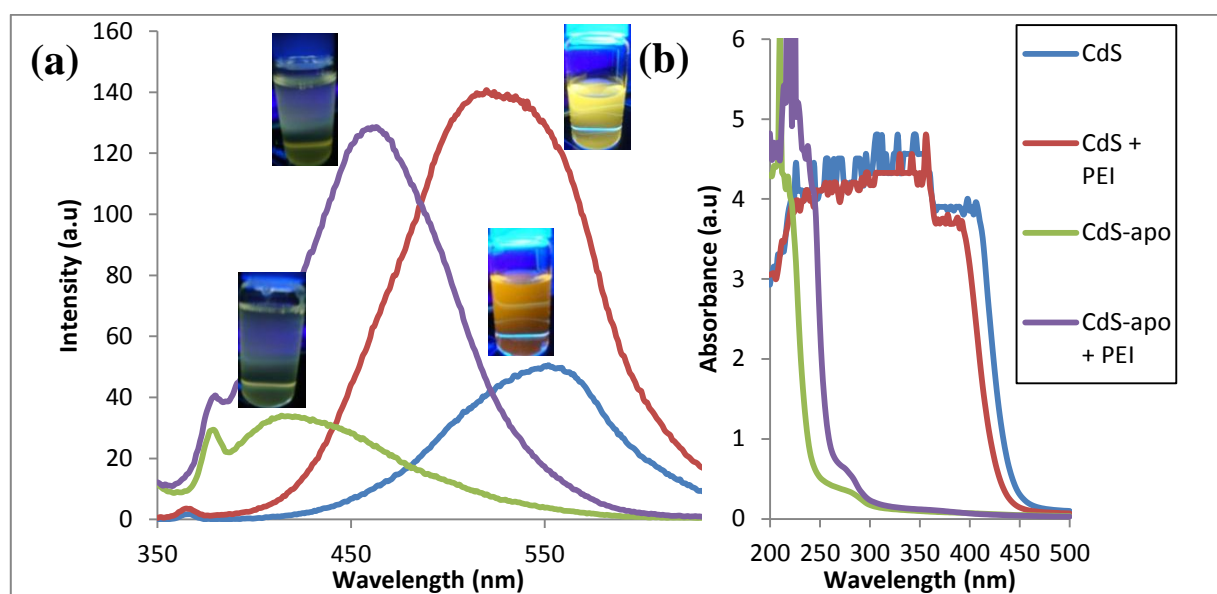 (a)
Intensity (a.u)
160
140
120
100
80
60
40
20
0
350
450
550
Wavelength (nm)
(b)
Absorbance (a.u)
6
5
4
3
2
1
0
200
250
300
350
400
450
500
Wavelength (nm)
CdS
CdS +
PEI
CdS-apo
CdS-apo
+ PEI